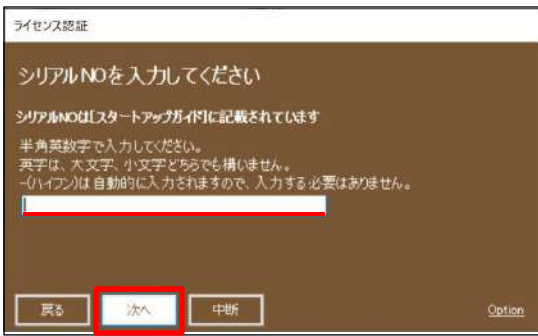 ライセンス認証
シリアルNOを入力してください
シリアルNOは[スタートアップガイド]に記載されています
半角英数字で入力してください。
英字は、大文字、小文字どちらでも構いません。
-(ハイフン)は自動的に入力されますので、入力する必要はありません。
戻る 次へ 中断 Option